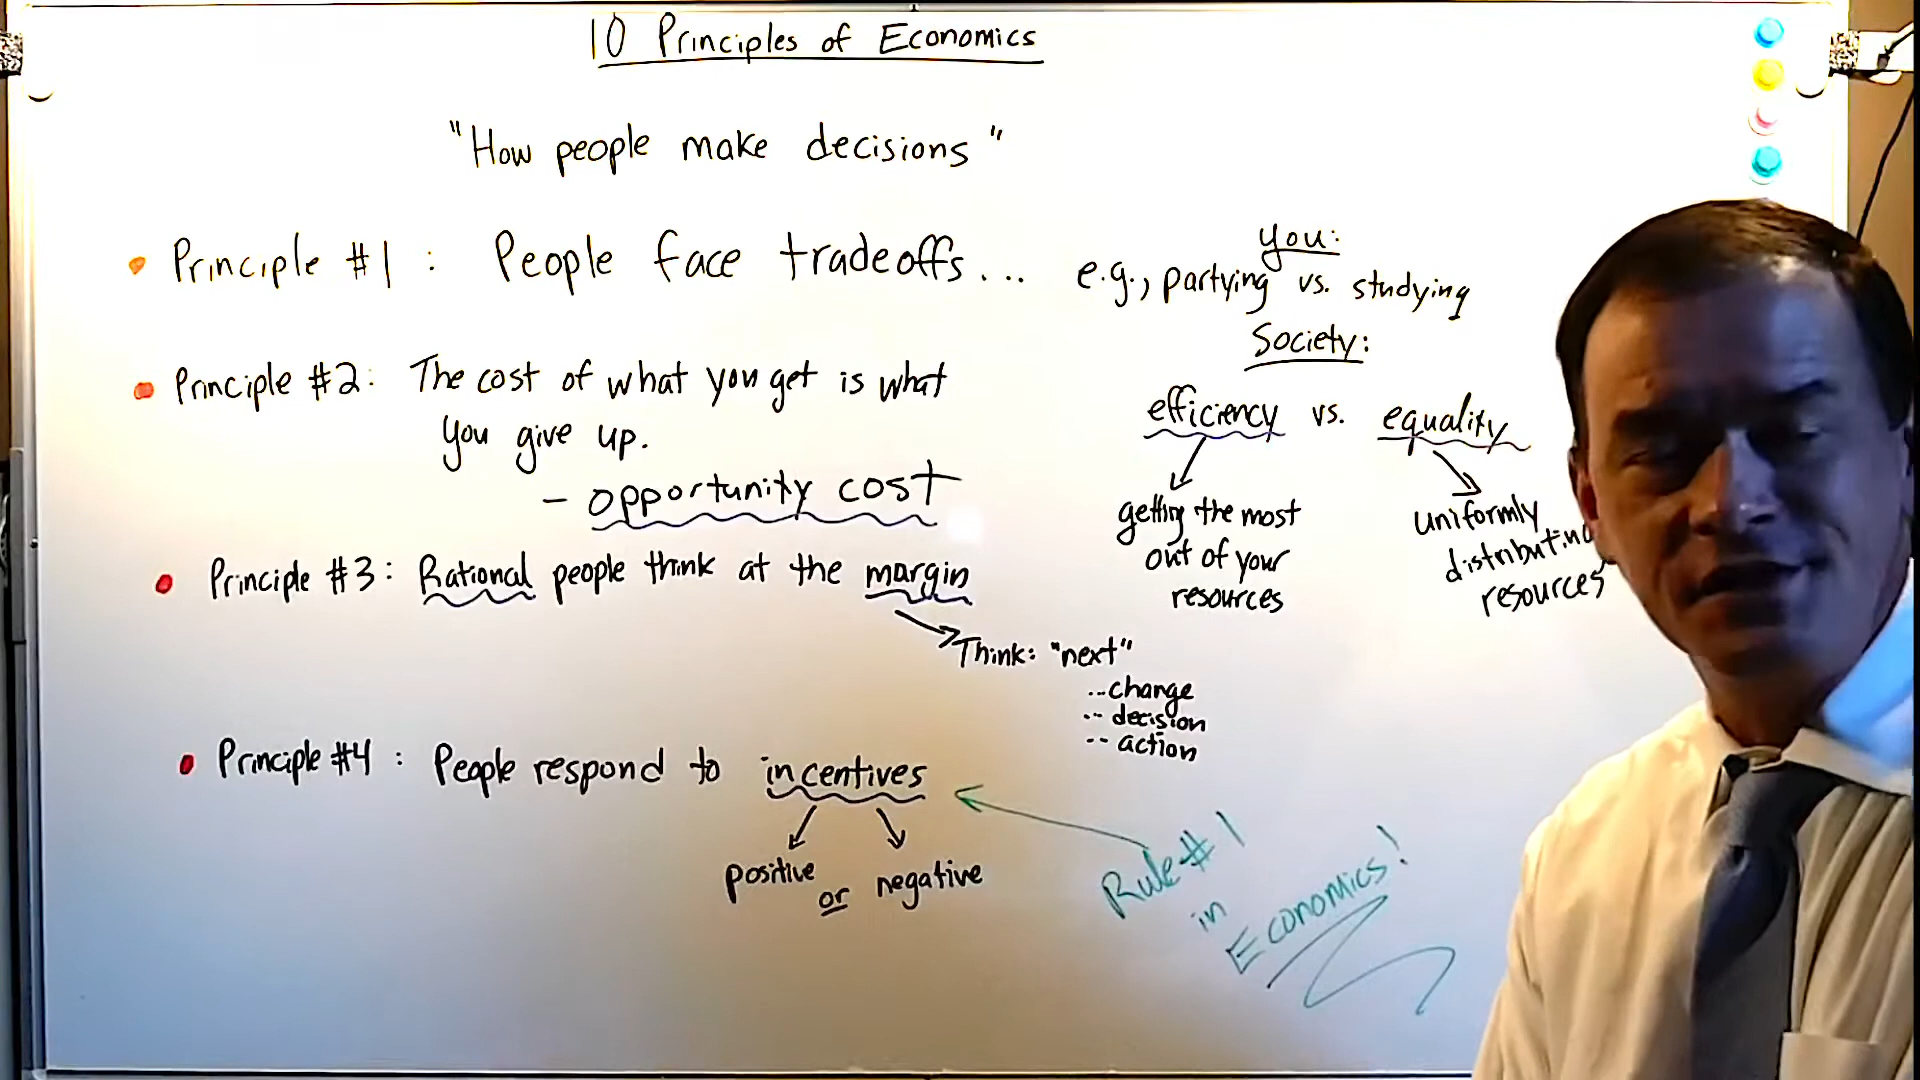 10 Principles of Economics
"How people make decisions"
• Principle #1 : People face tradeoffs...
you:
e.g., partying vs. studying
Society:
efficiency vs. equality
getting the most
out of your
resources
uniformly
distributing
resources
• Principle #2: The cost of what you get is what
you give up.
- opportunity cost
• Principle #3: Rational people think at the margin
Think: "next"
..change
.. decision
.. action
• Principle #4 : People respond to incentives
positive or negative
Rule #1
in
Economics!